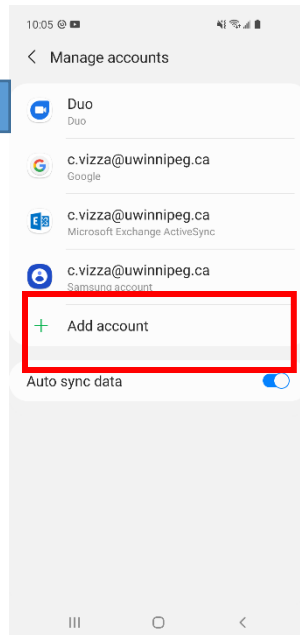 10:05
Manage accounts
Duo
Duo
c.vizza@uwinnipeg.ca
Google
c.vizza@uwinnipeg.ca
Microsoft Exchange ActiveSync
c.vizza@uwinnipeg.ca
Samsung account
Add account
Auto sync data